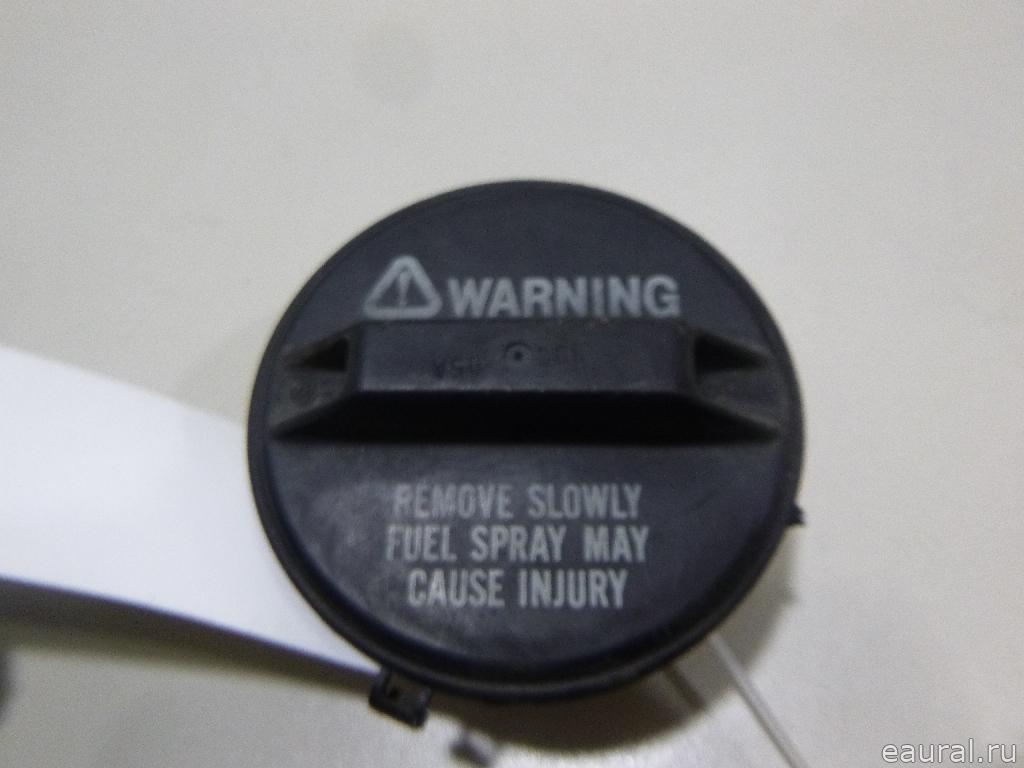 WARNING
REMOVE SLOWLY
FUEL SPRAY MAY
CAUSE INJURY
eaural.ru